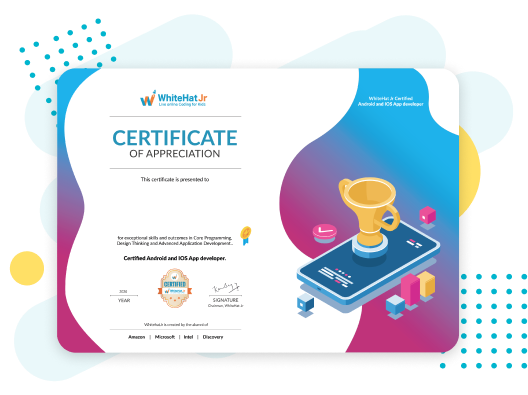 WhiteHat Jr
Live online Coding for Kids
WhiteHat Jr Certified
Android and IOS App developer
CERTIFICATE
OF APPRECIATION
This certificate is presented to
for exceptional skills and outcomes in Core Programming,
Design Thinking and Advanced Application Development..
Certified Android and IOS App developer.
CERTIFIED
YEAR
SIGNATURE
Chairman, WhiteHat Jr
WhiteHat Jr is created by the alumni of
Amazon | Microsoft | Intel | Discovery